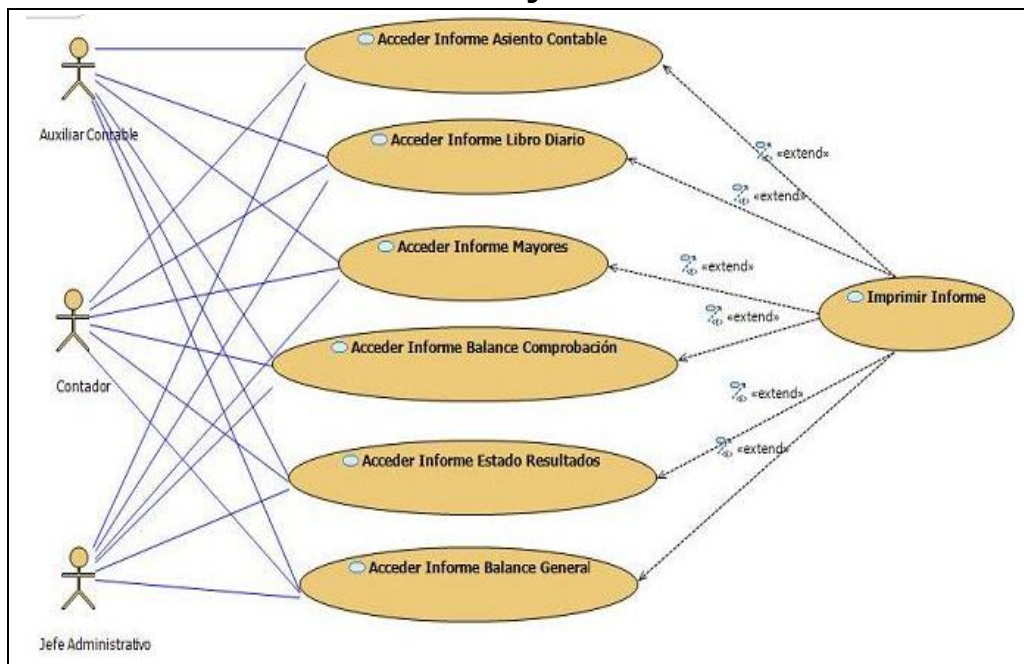 Acceder Informe Asiento Contable
Auxiliar Contable
Acceder Informe Libro Diario
«extend»
«extend»
Acceder Informe Mayores
«extend»
Imprimir Informe
«extend»
Acceder Informe Balance Comprobación
Contador
«extend»
Acceder Informe Estado Resultados
«extend»
Acceder Informe Balance General
Jefe Administrativo